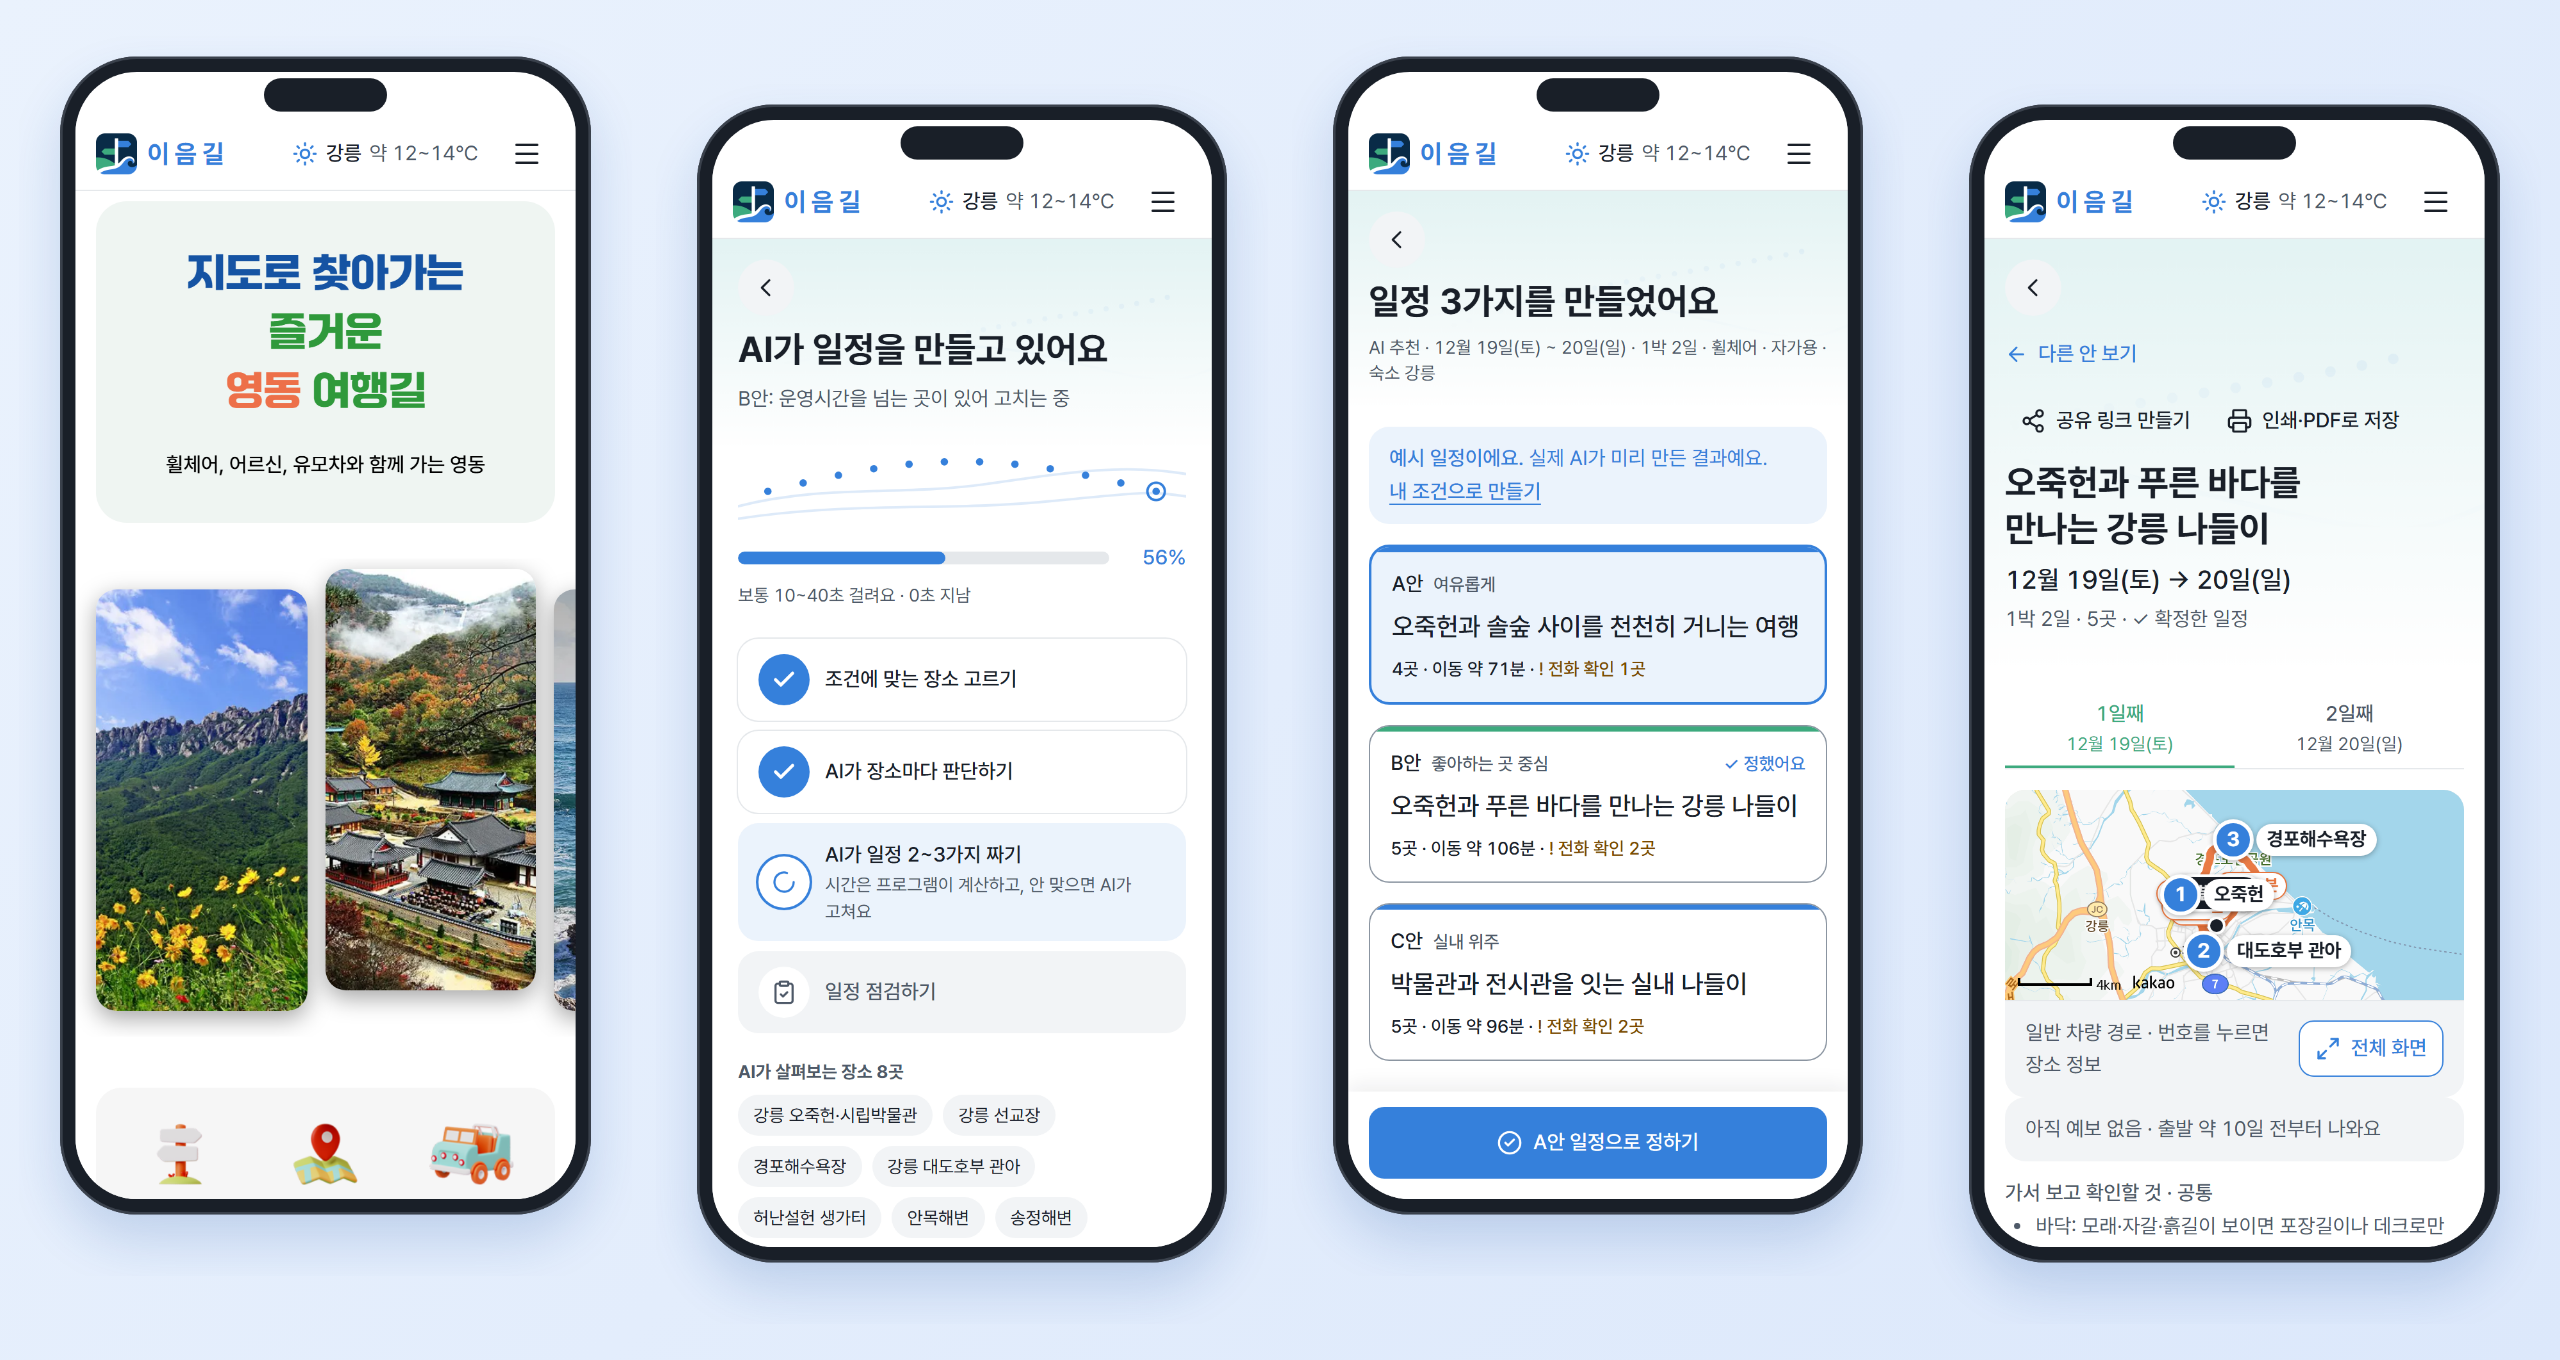 이음길
강릉 약 12~14°C
지도로 찾아가는
즐거운
영동 여행길
휠체어, 어르신, 유모차와 함께 가는 영동
이음길
강릉 약 12~14°C
AI가 일정을 만들고 있어요
B안: 운영시간을 넘는 곳이 있어 고치는 중
56%
보통 10~40초 걸려요 · 0초 지남
조건에 맞는 장소 고르기
AI가 장소마다 판단하기
AI가 일정 2~3가지 짜기
시간은 프로그램이 계산하고, 안 맞으면 AI가
고쳐요
일정 점검하기
AI가 살펴보는 장소 8곳
강릉 오죽헌·시립박물관
강릉 선교장
경포해수욕장
강릉 대도호부 관아
허난설헌 생가터
안목해변
송정해변
이음길
강릉 약 12~14°C
일정 3가지를 만들었어요
AI 추천 · 12월 19일(토) ~ 20일(일) · 1박 2일 · 휠체어 · 자가용 ·
숙소 강릉
예시 일정이에요. 실제 AI가 미리 만든 결과예요.
내 조건으로 만들기
A안 여유롭게
오죽헌과 솔숲 사이를 천천히 거니는 여행
4곳 · 이동 약 71분 · ! 전화 확인 1곳
B안 좋아하는 곳 중심 ✓ 정했어요
오죽헌과 푸른 바다를 만나는 강릉 나들이
5곳 · 이동 약 106분 · ! 전화 확인 2곳
C안 실내 위주
박물관과 전시관을 잇는 실내 나들이
5곳 · 이동 약 96분 · ! 전화 확인 2곳
A안 일정으로 정하기
이음길
강릉 약 12~14°C
← 다른 안 보기
공유 링크 만들기
인쇄·PDF로 저장
오죽헌과 푸른 바다를
만나는 강릉 나들이
12월 19일(토) → 20일(일)
1박 2일 · 5곳 · ✓ 확정한 일정
1일째
12월 19일(토)
2일째
12월 20일(일)
3 경포해수욕장
1 오죽헌
JC
강릉
안목
2 대도호부 관아
4km kakao
7
일반 차량 경로 · 번호를 누르면
장소 정보
전체 화면
아직 예보 없음 · 출발 약 10일 전부터 나와요
가서 보고 확인할 것 · 공통
• 바닥: 모래·자갈·흙길이 보이면 포장길이나 데크로만